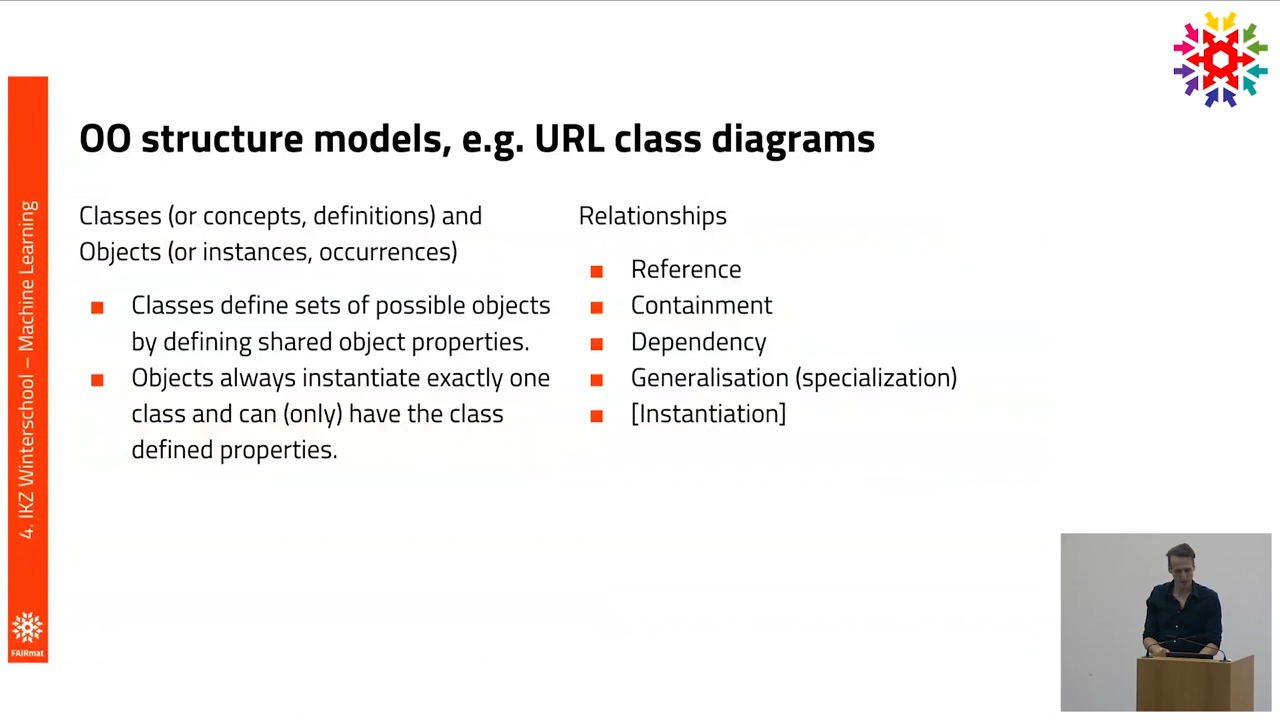 OO structure models, e.g. URL class diagrams
Classes (or concepts, definitions) and
Objects (or instances, occurrences)
■ Classes define sets of possible objects
by defining shared object properties.
■ Objects always instantiate exactly one
class and can (only) have the class
defined properties.
Relationships
■ Reference
■ Containment
■ Dependency
■ Generalisation (specialization)
■ [Instantiation]
4. IKZ Winterschool – Machine Learning
FAIRmat